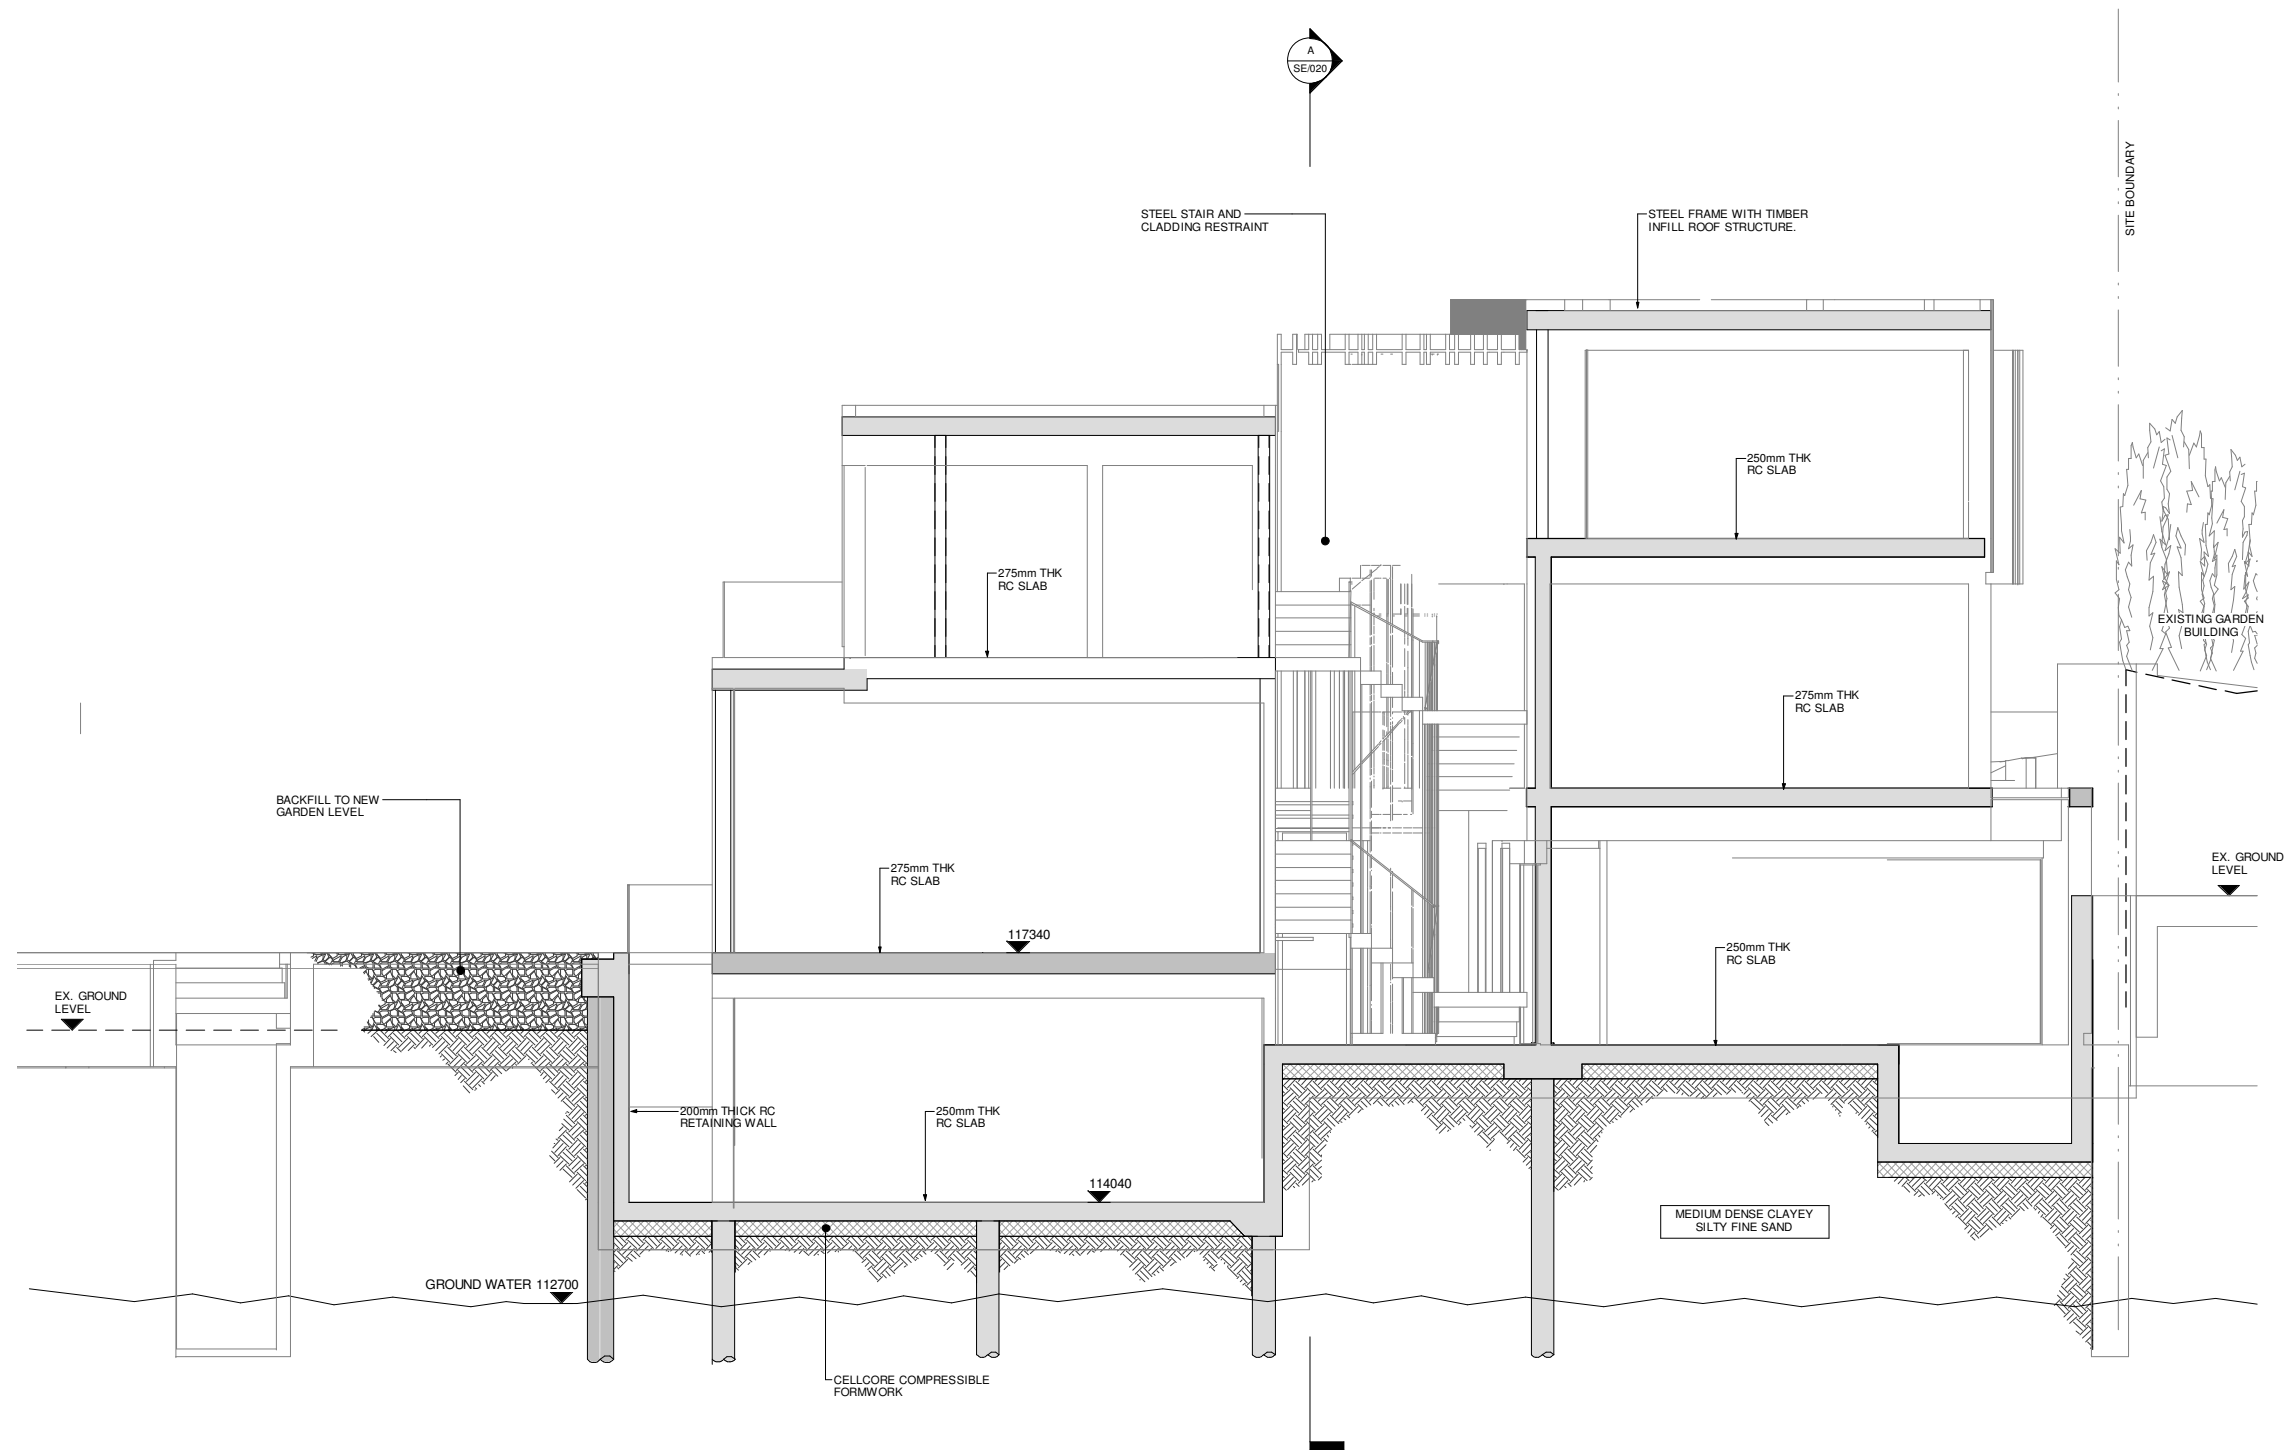 A
SE/020
SITE BOUNDARY
STEEL STAIR AND
CLADDING RESTRAINT
STEEL FRAME WITH TIMBER
INFILL ROOF STRUCTURE.
250mm THK
RC SLAB
275mm THK
RC SLAB
EXISTING GARDEN
BUILDING
275mm THK
RC SLAB
BACKFILL TO NEW
GARDEN LEVEL
275mm THK
RC SLAB
EX. GROUND
LEVEL
117340
250mm THK
RC SLAB
EX. GROUND
LEVEL
200mm THICK RC
RETAINING WALL
250mm THK
RC SLAB
114040
MEDIUM DENSE CLAYEY
SILTY FINE SAND
GROUND WATER 112700
CELLCORE COMPRESSIBLE
FORMWORK